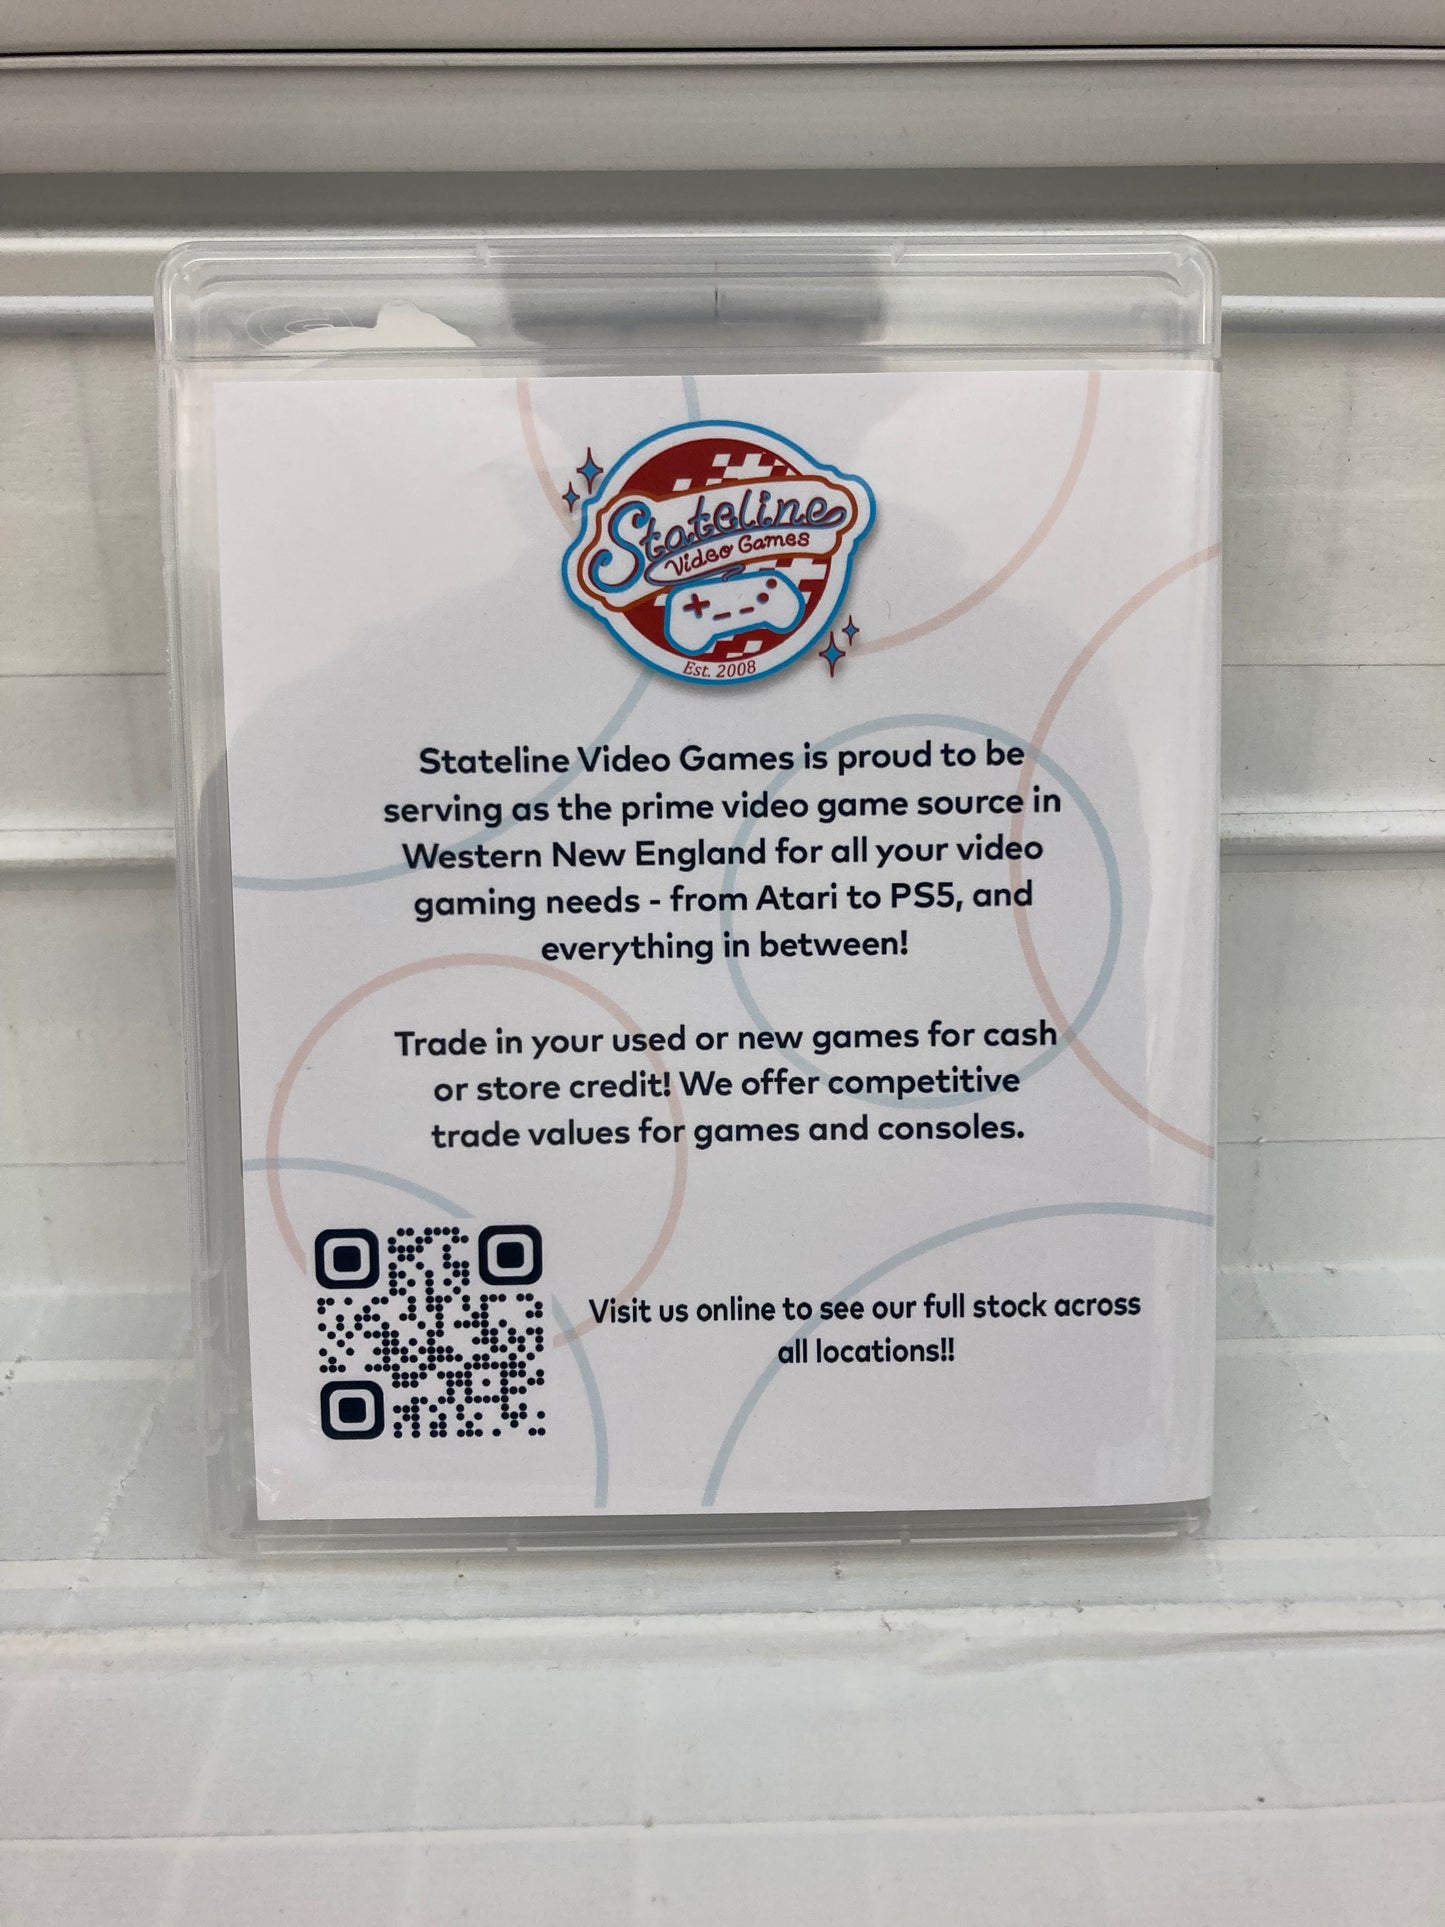 Stateline
Video Games
Est. 2008
Stateline Video Games is proud to be
serving as the prime video game source in
Western New England for all your video
gaming needs - from Atari to PS5, and
everything in between!
Trade in your used or new games for cash
or store credit! We offer competitive
trade values for games and consoles.
Visit us online to see our full stock across
all locations!!